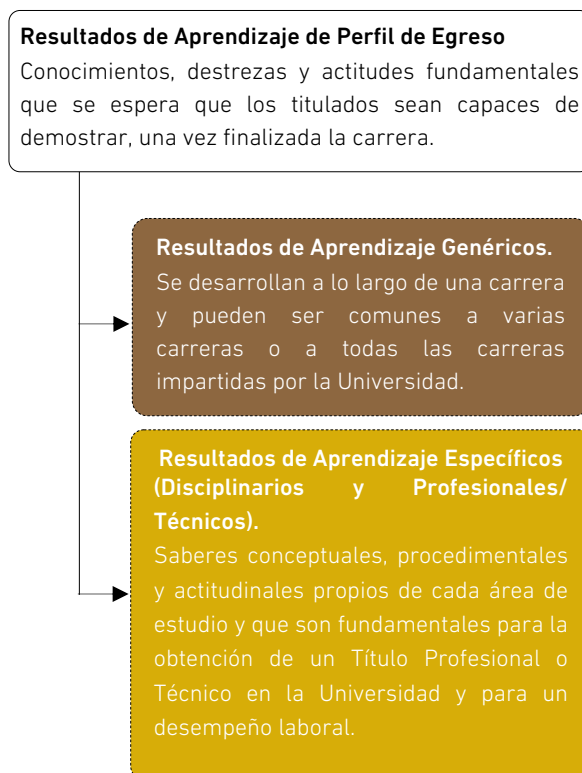 Resultados de Aprendizaje de Perfil de Egreso
Conocimientos, destrezas y actitudes fundamentales
que se espera que los titulados sean capaces de
demostrar, una vez finalizada la carrera.
Resultados de Aprendizaje Genéricos.
Se desarrollan a lo largo de una carrera
y pueden ser comunes a varias
carreras o a todas las carreras
impartidas por la Universidad.
Resultados de Aprendizaje Específicos
(Disciplinarios y Profesionales/
Técnicos).
Saberes conceptuales, procedimentales
y actitudinales propios de cada área de
estudio y que son fundamentales para la
obtención de un Título Profesional o
Técnico en la Universidad y para un
desempeño laboral.